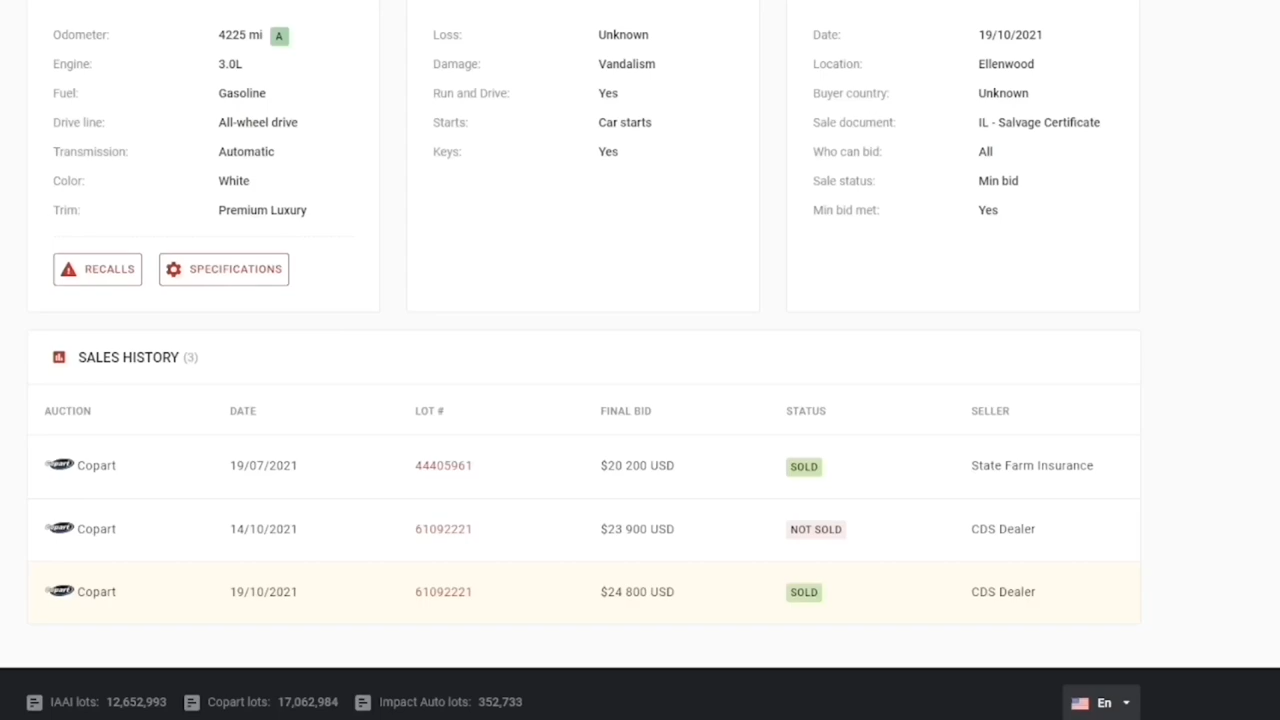 Odometer: 4225 mi A
Engine: 3.0L
Fuel: Gasoline
Drive line: All-wheel drive
Transmission: Automatic
Color: White
Trim: Premium Luxury
RECALLS SPECIFICATIONS
Loss: Unknown
Damage: Vandalism
Run and Drive: Yes
Starts: Car starts
Keys: Yes
Date: 19/10/2021
Location: Ellenwood
Buyer country: Unknown
Sale document: IL - Salvage Certificate
Who can bid: All
Sale status: Min bid
Min bid met: Yes
SALES HISTORY (3)
AUCTION DATE LOT # FINAL BID STATUS SELLER
Copart Copart 19/07/2021 44405961 $20 200 USD SOLD State Farm Insurance
Copart Copart 14/10/2021 61092221 $23 900 USD NOT SOLD CDS Dealer
Copart Copart 19/10/2021 61092221 $24 800 USD SOLD CDS Dealer
IAAI lots: 12,652,993 Copart lots: 17,062,984 Impact Auto lots: 352,733 En